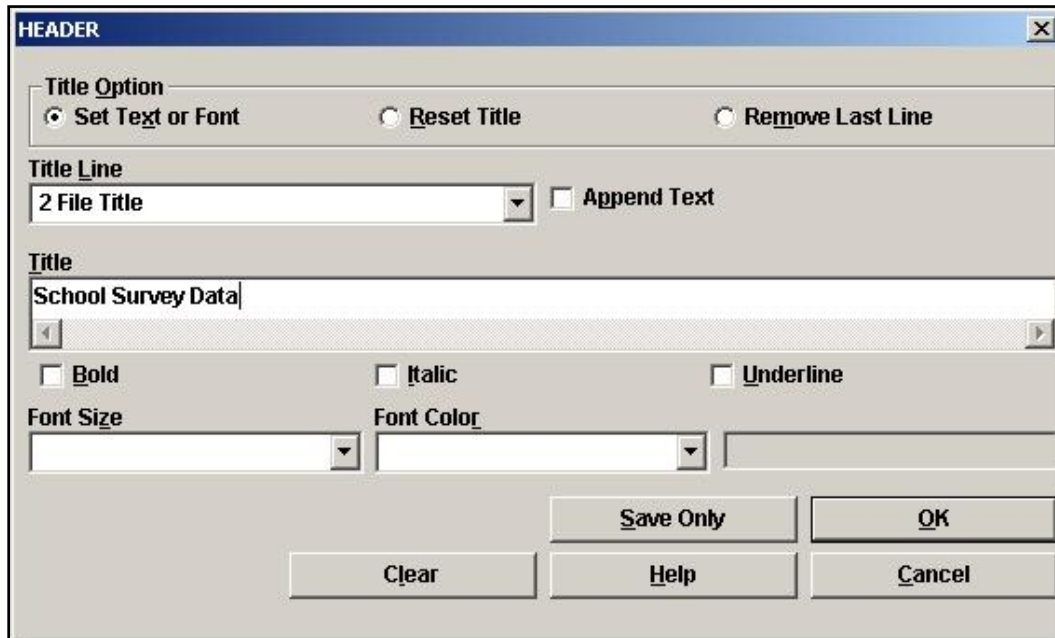 HEADER
Title Option
Set Text or Font Reset Title Remove Last Line
Title Line
2 File Title Append Text
Title
School Survey Data
Bold Italic Underline
Font Size Font Color
Save Only OK
Clear Help Cancel